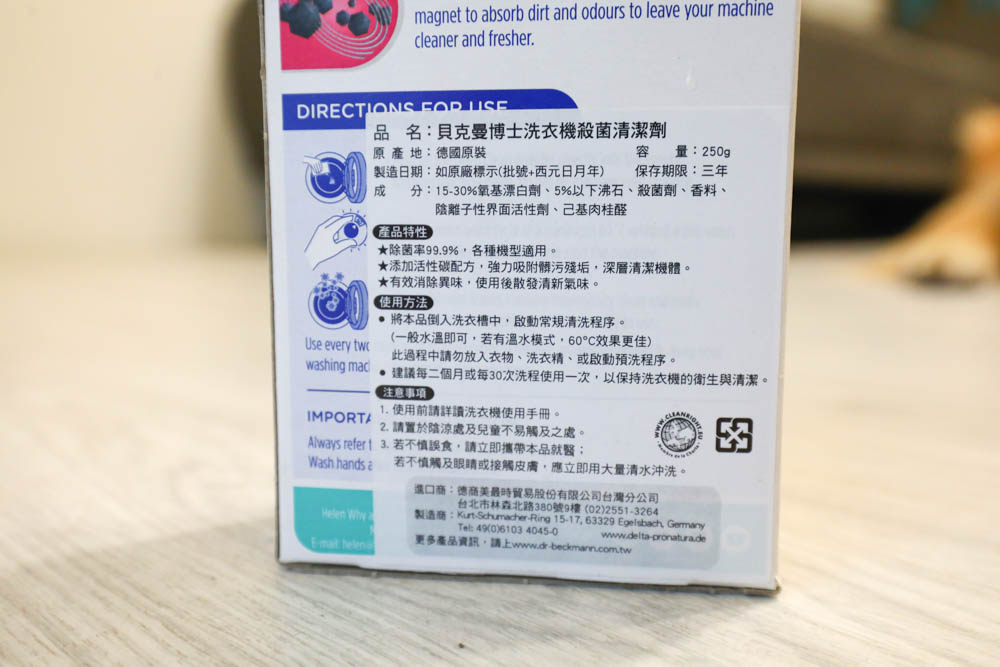 magnet to absorb dirt and odours to leave your machine
cleaner and fresher.
DIRECTIONS FOR USE
品 名：貝克曼博士洗衣機殺菌清潔劑
原產地：德國原裝 容 量：250g
製造日期：如原廠標示(批號+西元日月年) 保存期限：三年
成 分：15-30%氧基漂白劑、5%以下沸石、殺菌劑、香料、
陰離子性界面活性劑、己基肉桂醛
產品特性
★除菌率99.9%，各種機型適用。
★添加活性碳配方，強力吸附髒污殘垢，深層清潔機體。
★有效消除異味，使用後散發清新氣味。
使用方法
● 將本品倒入洗衣槽中，啟動常規清洗程序。
(一般水溫即可，若有溫水模式，60°C效果更佳)
此過程中請勿放入衣物、洗衣精、或啟動預洗程序。
● 建議每二個月或每30次洗程使用一次，以保持洗衣機的衛生與清潔。
注意事項
1. 使用前請詳讀洗衣機使用手冊。
2. 請置於陰涼處及兒童不易觸及之處。
3. 若不慎誤食，請立即攜帶本品就醫；
若不慎觸及眼睛或接觸皮膚，應立即用大量清水沖洗。
WWW.CLEANRIGHT.EU
進口商：德商美最時貿易股份有限公司台灣分公司
台北市林森北路380號9樓 (02)2551-3264
製造商：Kurt-Schumacher-Ring 15-17, 63329 Egelsbach, Germany
Tel: 49(0)6103 4045-0 www.delta-pronatura.de
更多產品資訊，請上www.dr-beckmann.com.tw
Use every two
washing
IMPORTA
Always refer
Wash hands
Helen Why
E-mail: helen